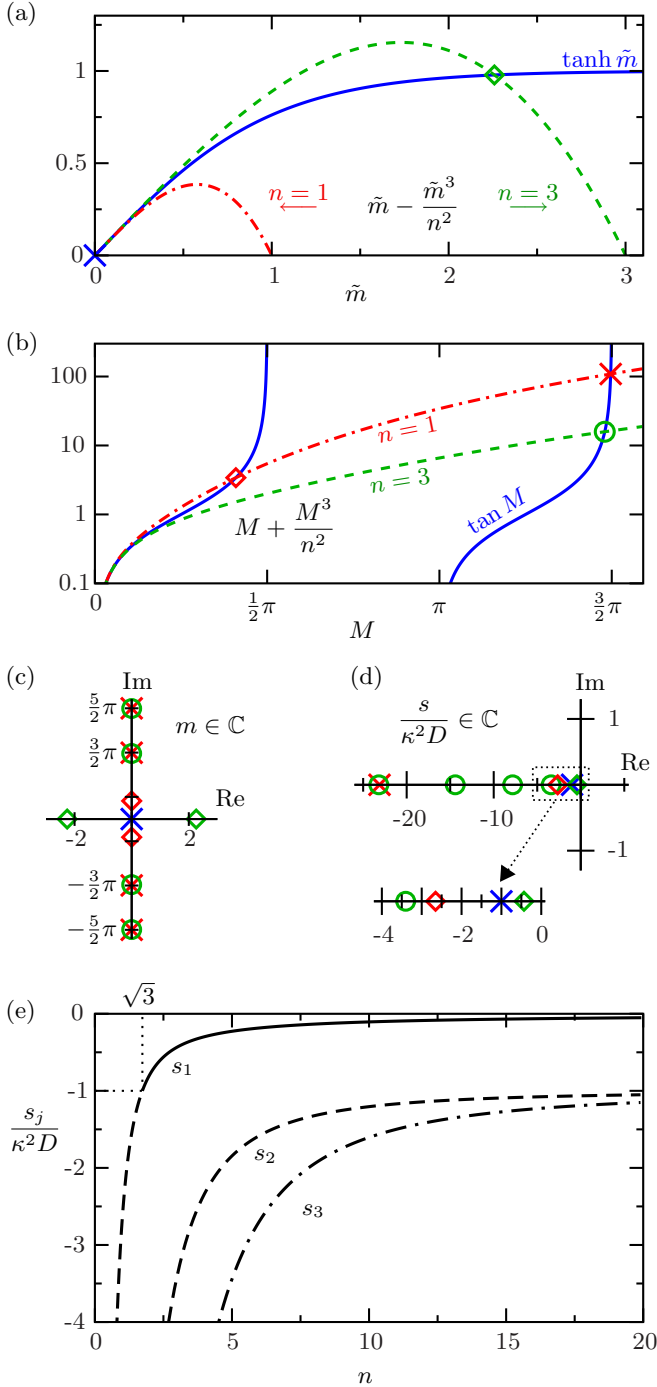 (a)
1
0.5
0
tanh m̃
n = 1
m̃ − m̃³/n²
n = 3
0 1 2 3
m̃
(b)
100
10
1
0.1
n = 1
n = 3
M + M³/n²
tan M
0 ½π π 3/2π
M
(c)
Im
5/2π
3/2π
m ∈ ℂ
Re
-2 2
−3/2π
−5/2π
(d)
Im
s/κ²D ∈ ℂ
1
Re
-20 -10
-1
-4 -2 0
(e)
√3
0
-1
-2
-3
-4
s_j/κ²D
s₁
s₂
s₃
0 5 10 15 20
n